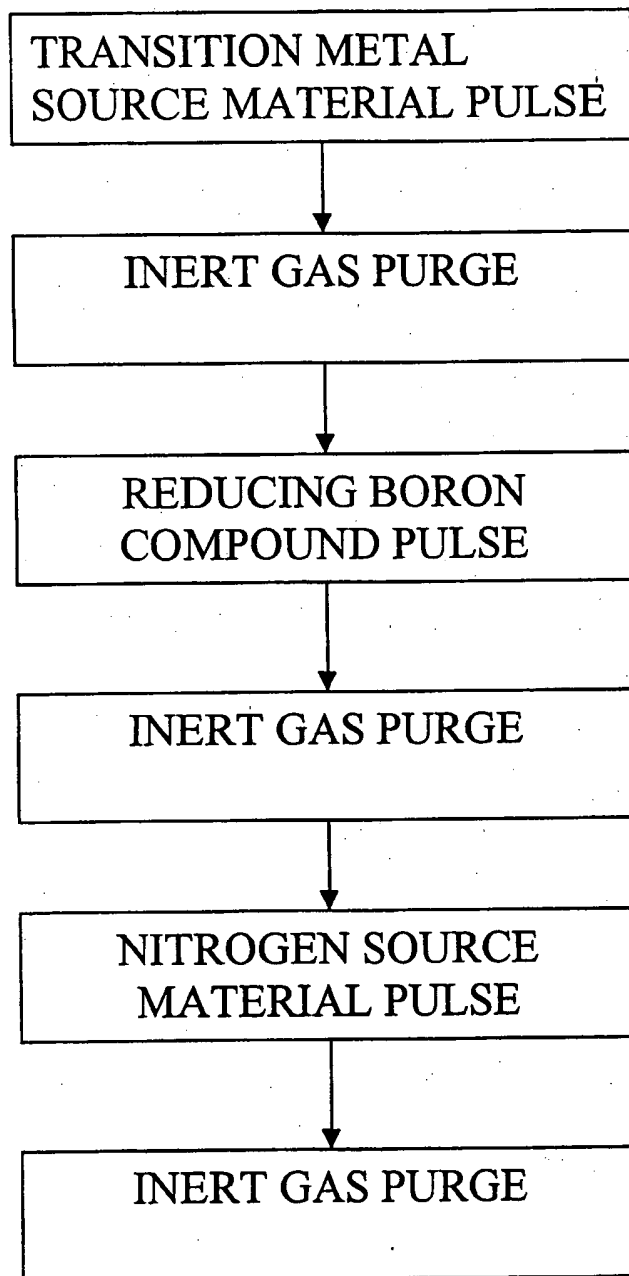 TRANSITION METAL
SOURCE MATERIAL PULSE
INERT GAS PURGE
REDUCING BORON
COMPOUND PULSE
INERT GAS PURGE
NITROGEN SOURCE
MATERIAL PULSE
INERT GAS PURGE